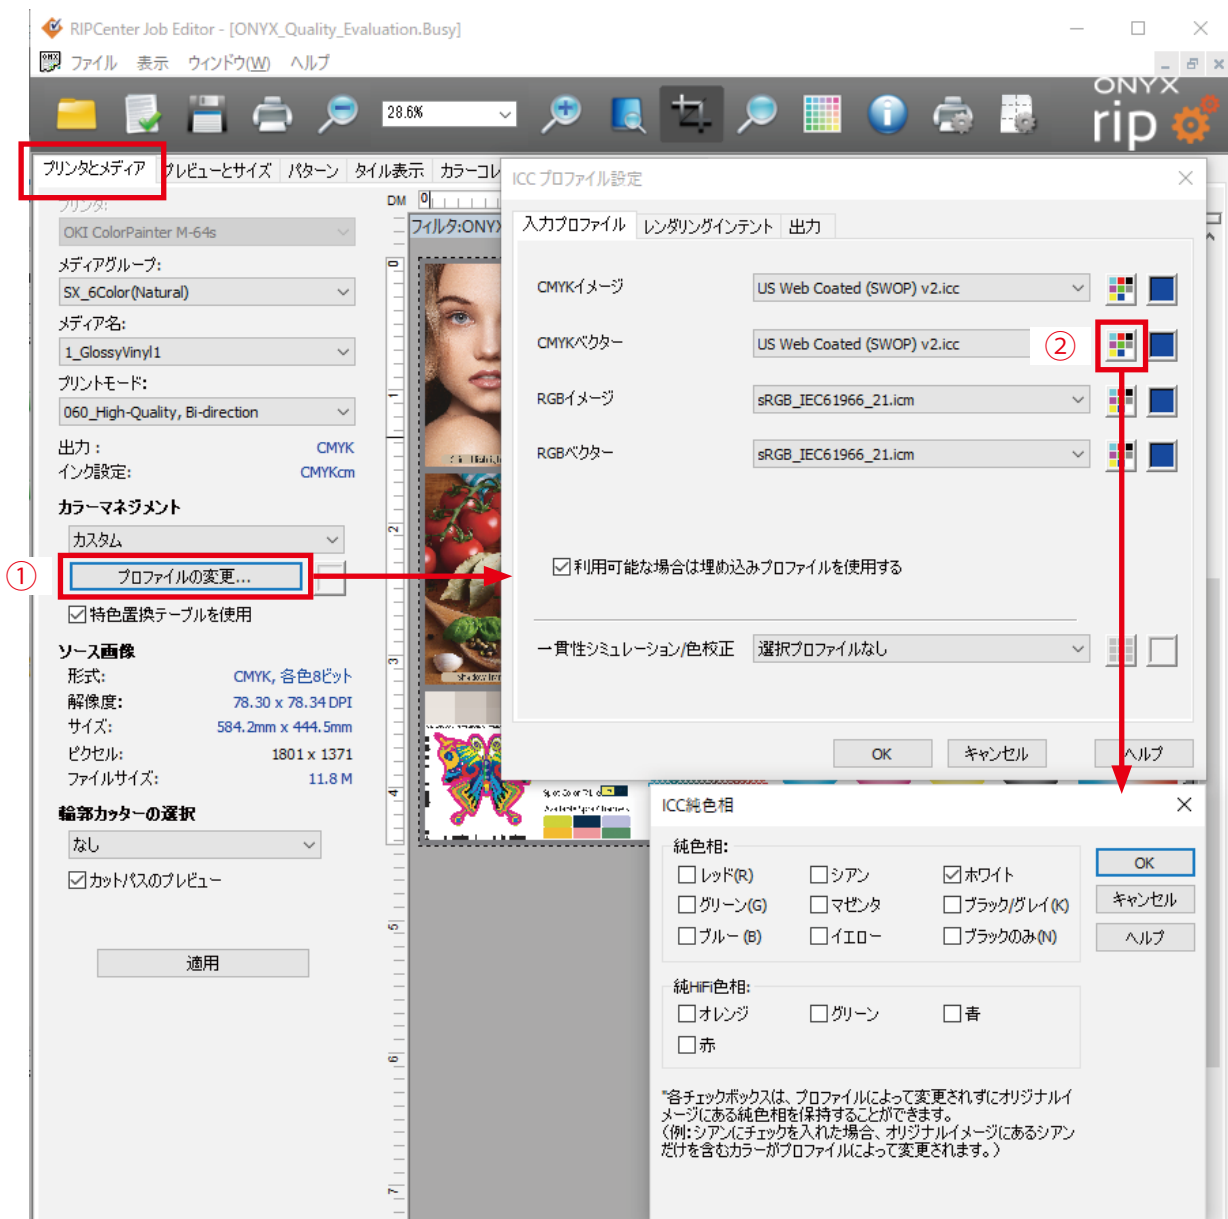 RIPCenter Job Editor - [ONYX_Quality_Evaluation.Busy]
ファイル 表示 ウィンドウ(W) ヘルプ
28.6%
ONYX
rip
プリンタとメディア プレビューとサイズ パターン タイル表示 カラーコレ
プリンタ:
OKI ColorPainter M-64s
メディアグループ:
SX_6Color(Natural)
メディア名:
1_GlossyVinyl1
プリントモード:
060_High-Quality, Bi-direction
出力 : CMYK
インク設定: CMYKcm
カラーマネジメント
カスタム
① プロファイルの変更...
特色置換テーブルを使用
ソース画像
形式: CMYK, 各色8ビット
解像度: 78.30 x 78.34 DPI
サイズ: 584.2mm x 444.5mm
ピクセル: 1801 x 1371
ファイルサイズ: 11.8 M
輪郭カッターの選択
なし
カットパスのプレビュー
適用
DM 0
フィルタ:ONYX
0
1
2
3
4
5
6
7
ICC プロファイル設定
入力プロファイル レンダリングインテント 出力
CMYKイメージ US Web Coated (SWOP) v2.icc
CMYKベクター US Web Coated (SWOP) v2.icc ②
RGBイメージ sRGB_IEC61966_21.icm
RGBベクター sRGB_IEC61966_21.icm
利用可能な場合は埋め込みプロファイルを使用する
一貫性シミュレーション/色校正 選択プロファイルなし
OK キャンセル ヘルプ
ICC純色相
純色相:
レッド(R) シアン ホワイト
グリーン(G) マゼンタ ブラック/グレイ(K)
ブルー (B) イエロー ブラックのみ(N)
OK
キャンセル
ヘルプ
純HiFi色相:
オレンジ グリーン 青
赤
"各チェックボックスは、プロファイルによって変更されずにオリジナルイ
メージにある純色相を保持することができます。
(例:シアンにチェックを入れた場合、オリジナルイメージにあるシアン
だけを含むカラーがプロファイルによって変更されます。)